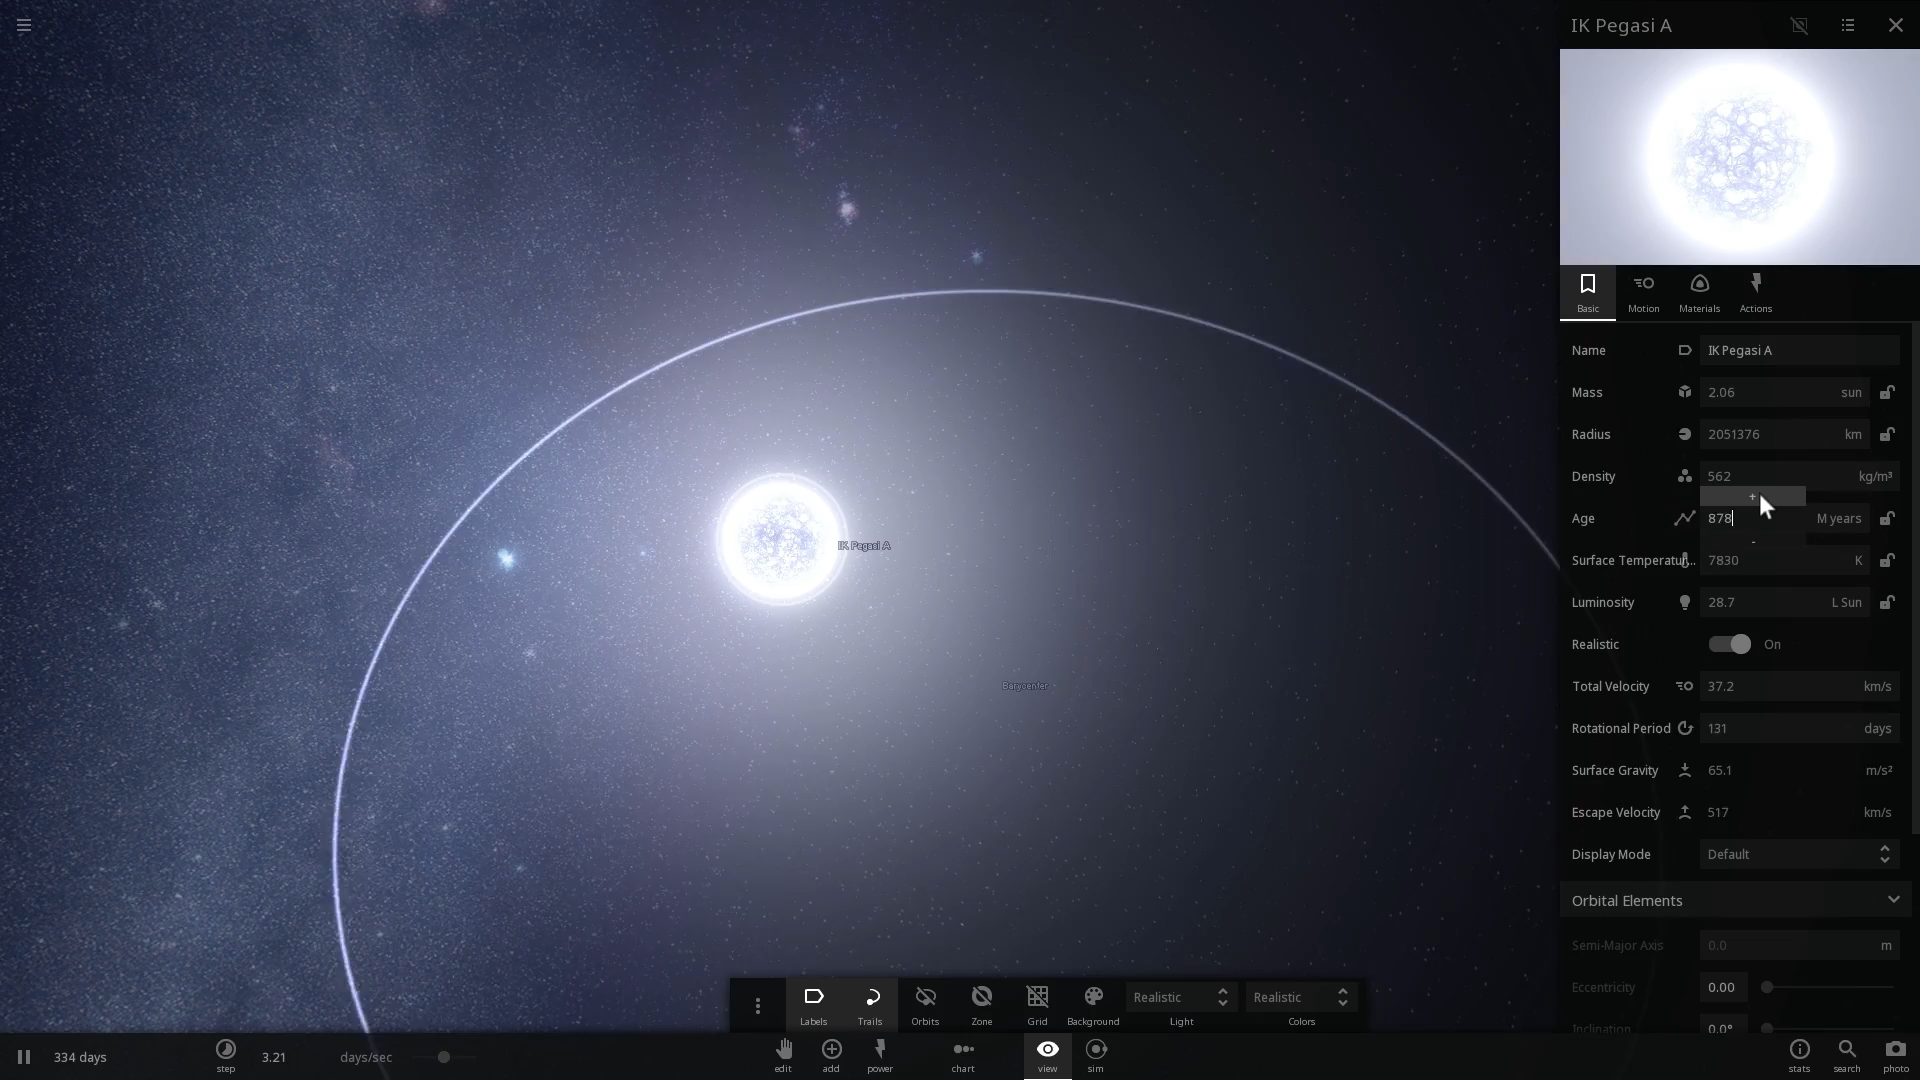 IK Pegasi A
Basic
Motion
Materials
Actions
Name IK Pegasi A
Mass 2.06 sun
Radius 2051376 km
Density 562 kg/m³
+
Age 878 M years
-
Surface Temperatur... 7830 K
Luminosity 28.7 L Sun
Realistic On
Total Velocity 37.2 km/s
Rotational Period 131 days
Surface Gravity 65.1 m/s²
Escape Velocity 517 km/s
Display Mode Default
Orbital Elements
Semi-Major Axis 0.0 m
Eccentricity 0.00
Inclination 0.0°
IK Pegasi A
Barycenter
Labels
Trails
Orbits
Zone
Grid
Background
Realistic
Light
Realistic
Colors
334 days
step
3.21 days/sec
edit
add
power
chart
view
sim
stats
search
photo